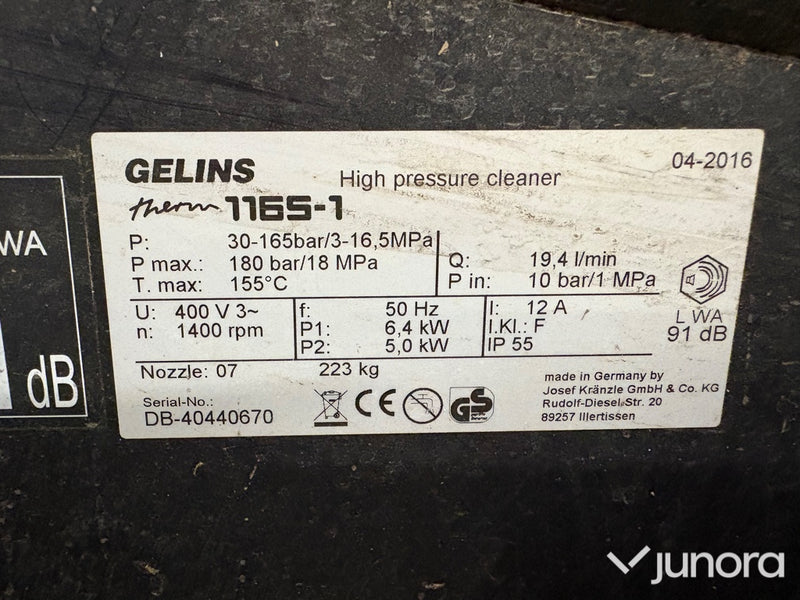 WA
dB
GELINS
High pressure cleaner
04-2016
therm 1165-1
P: 30-165bar/3-16,5MPa
P max.: 180 bar/18 MPa
T. max: 155°C
Q: 19,4 l/min
P in: 10 bar/1 MPa
U: 400 V 3~
n: 1400 rpm
f: 50 Hz
P1: 6,4 kW
P2: 5,0 kW
I: 12 A
I.Kl.: F
IP 55
L WA
91 dB
Nozzle: 07
223 kg
Serial-No.:
DB-40440670
CE
GS
made in Germany by
Josef Kränzle GmbH & Co. KG
Rudolf-Diesel-Str. 20
89257 Illertissen
junora